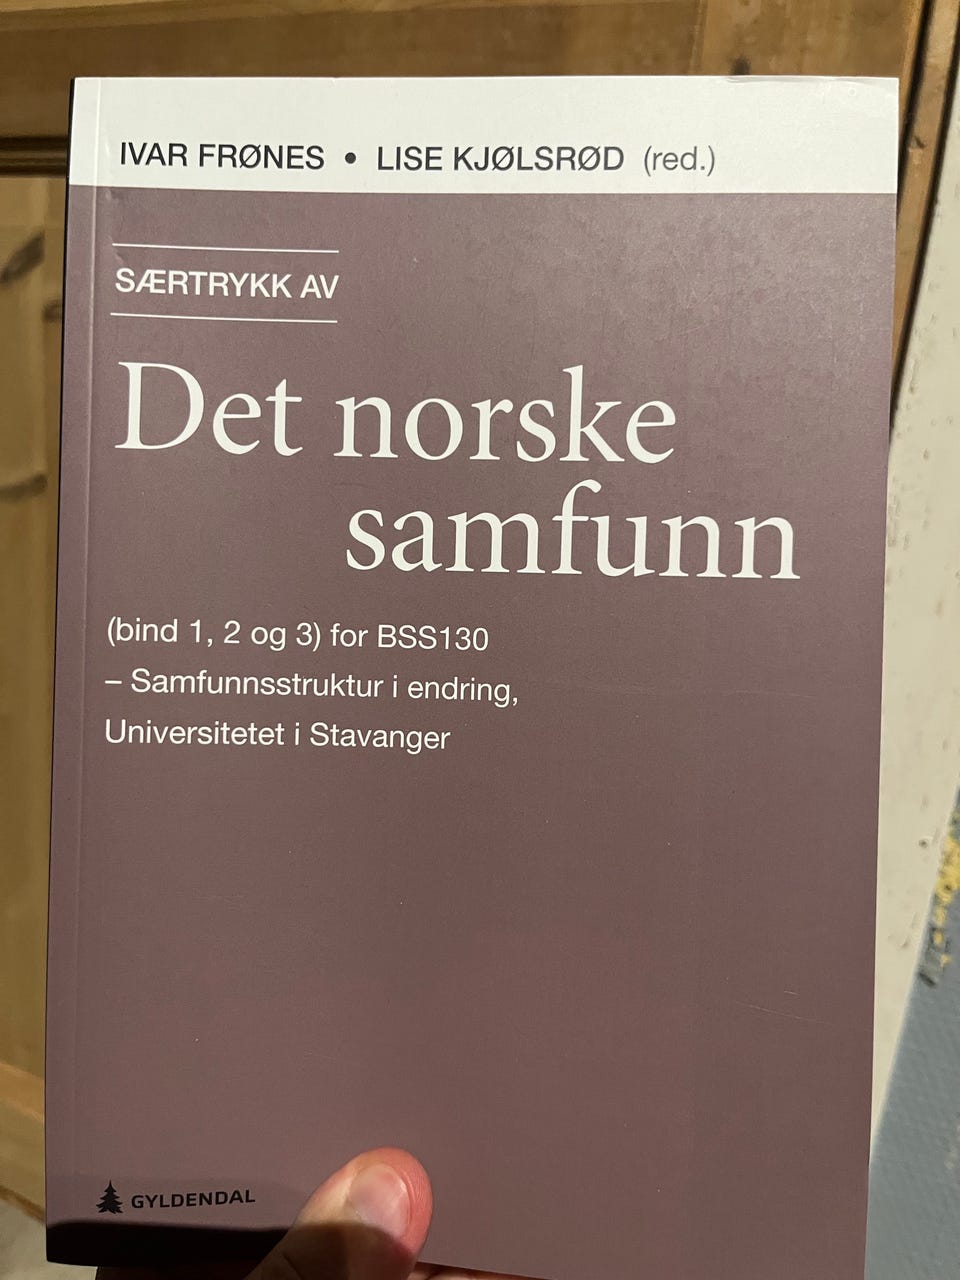 IVAR FRØNES • LISE KJØLSRØD (red.)
SÆRTRYKK AV
Det norske
samfunn
(bind 1, 2 og 3) for BSS130
– Samfunnsstruktur i endring,
Universitetet i Stavanger
GYLDENDAL